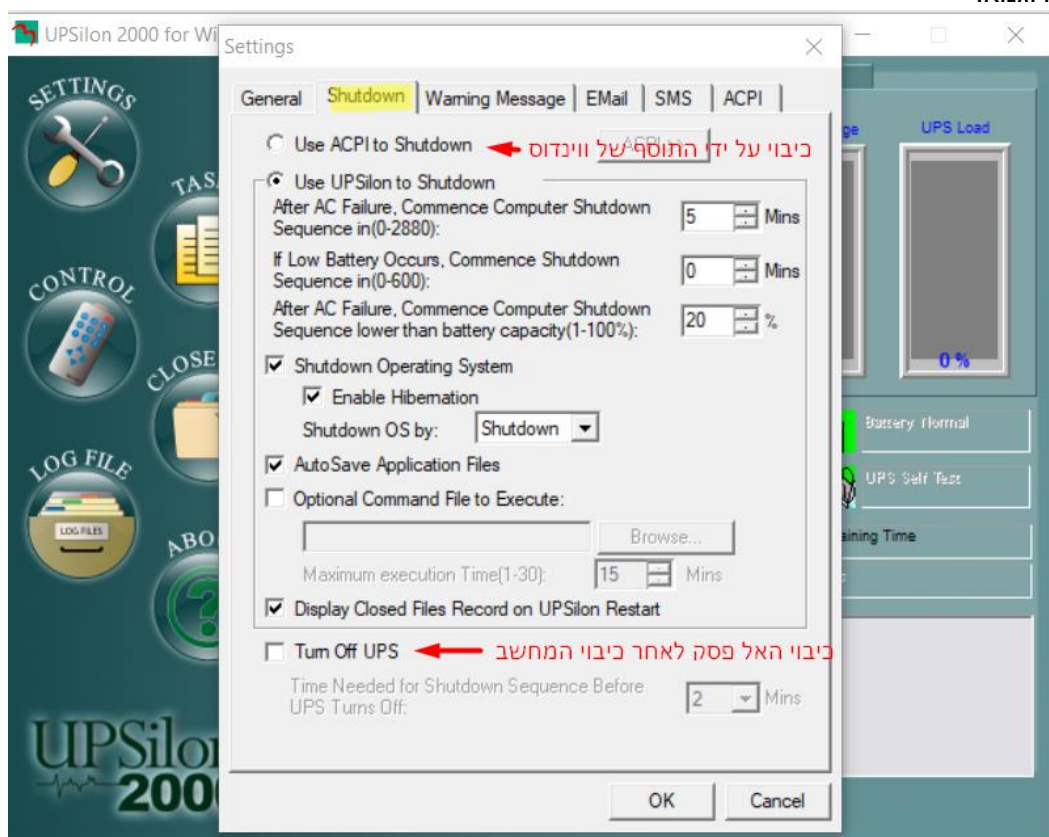 UPSilon 2000 for Wi
Settings
General Shutdown Warning Message EMail SMS ACPI
SETTINGS
Use ACPI to Shutdown
כיבוי על ידי התוסף של ווינדוס
UPS Load
Use UPSilon to Shutdown
After AC Failure, Commence Computer Shutdown
Sequence in(0-2880):
5 Mins
If Low Battery Occurs, Commence Shutdown
Sequence in(0-600):
0 Mins
CONTROL
After AC Failure, Commence Computer Shutdown
Sequence lower than battery capacity(1-100%):
20 %
CLOSE
0 %
Shutdown Operating System
Enable Hibernation
Shutdown OS by: Shutdown
Battery Normal
AutoSave Application Files
LOG FILE
UPS Self Test
Optional Command File to Execute:
LOG FILES
Browse...
Maximum execution Time(1-30): 15 Mins
Display Closed Files Record on UPSilon Restart
Turn Off UPS
כיבוי האל פסק לאחר כיבוי המחשב
Time Needed for Shutdown Sequence Before
UPS Turns Off:
2 Mins
UPSilon
2000
OK Cancel